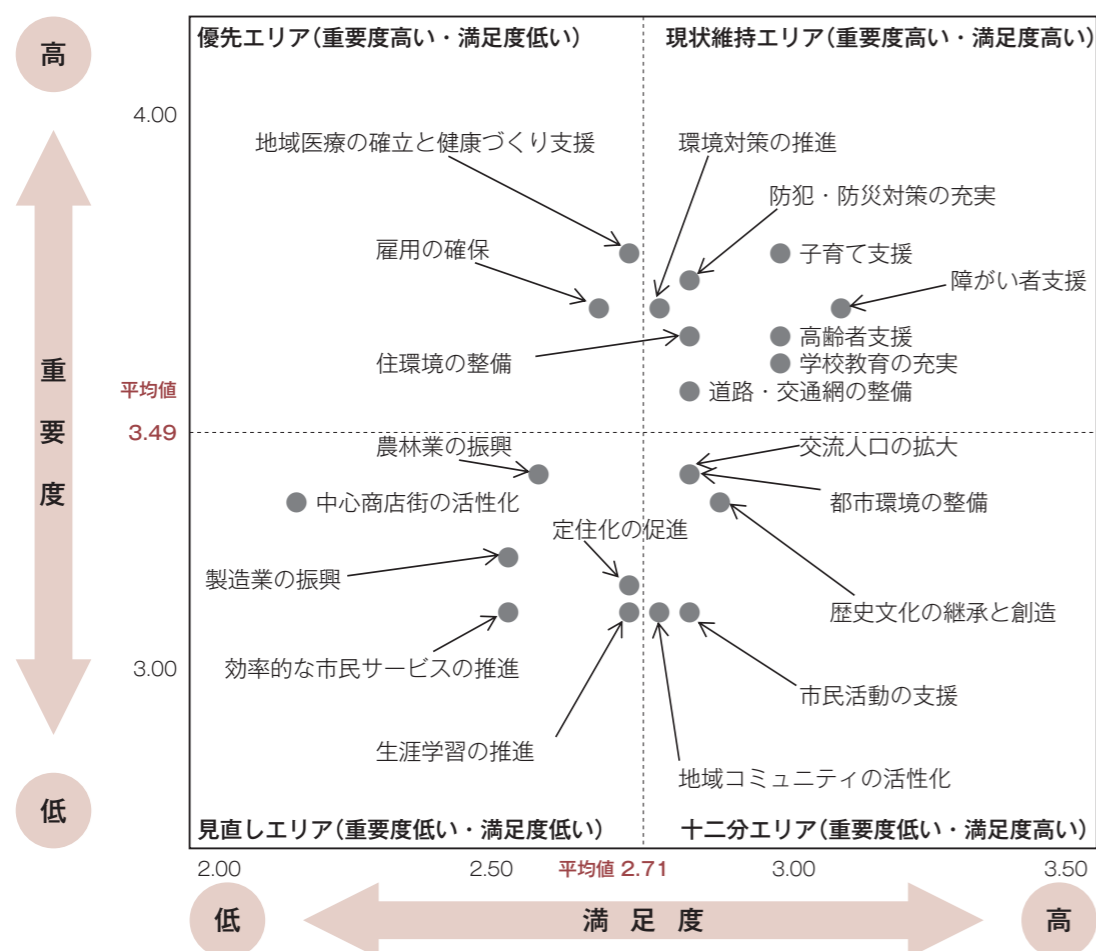 優先エリア(重要度高い・満足度低い)
現状維持エリア(重要度高い・満足度高い)
高
4.00
地域医療の確立と健康づくり支援
環境対策の推進
防犯・防災対策の充実
雇用の確保
子育て支援
障がい者支援
住環境の整備
高齢者支援
学校教育の充実
道路・交通網の整備
重要度
平均値
3.49
農林業の振興
交流人口の拡大
中心商店街の活性化
都市環境の整備
定住化の促進
製造業の振興
歴史文化の継承と創造
3.00
効率的な市民サービスの推進
市民活動の支援
生涯学習の推進
地域コミュニティの活性化
低
見直しエリア(重要度低い・満足度低い)
十二分エリア(重要度低い・満足度高い)
2.00
2.50
平均値 2.71
3.00
3.50
低
満足度
高